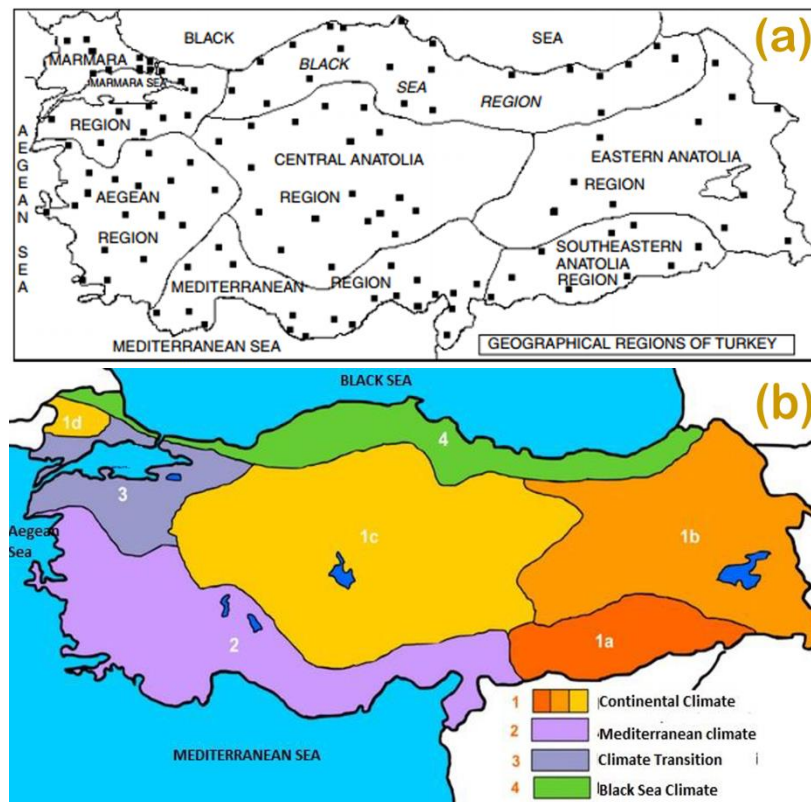 (a)
BLACK
SEA
MARMARA
MARMARA SEA
REGION
BLACK
SEA
REGION
AEGEAN SEA
CENTRAL ANATOLIA
REGION
EASTERN ANATOLIA
REGION
AEGEAN
REGION
SOUTHEASTERN
ANATOLIA
REGION
MEDITERRANEAN
REGION
MEDITERRANEAN SEA
GEOGRAPHICAL REGIONS OF TURKEY
(b)
BLACK SEA
1d
4
3
Aegean
Sea
1c
1b
2
1a
MEDITERRANEAN SEA
1 Continental Climate
2 Mediterranean climate
3 Climate Transition
4 Black Sea Climate